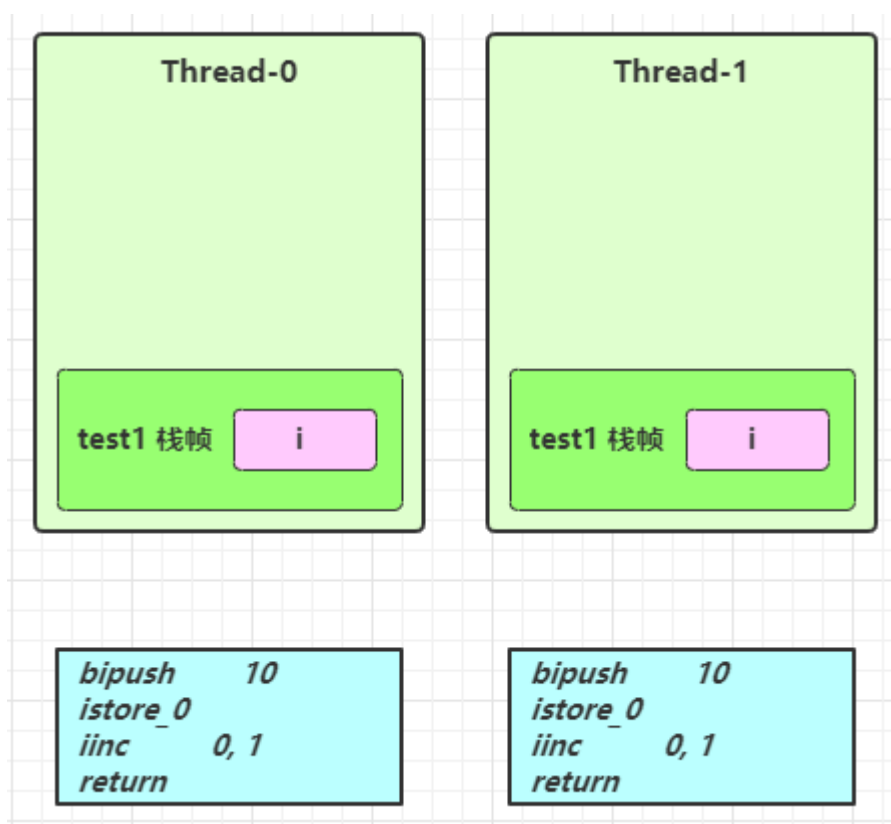 Thread-0
test1 栈帧 i
bipush 10
istore_0
iinc 0, 1
return
Thread-1
test1 栈帧 i
bipush 10
istore_0
iinc 0, 1
return